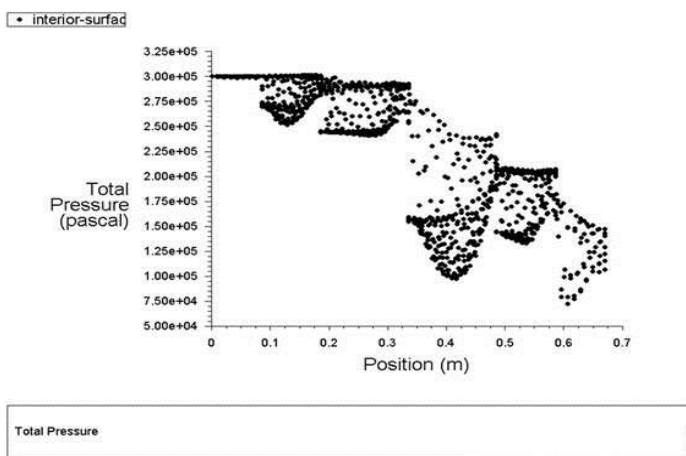 interior-surfac
3.25e+05
3.00e+05
2.75e+05
2.50e+05
2.25e+05
Total
Pressure
(pascal)
2.00e+05
1.75e+05
1.50e+05
1.25e+05
1.00e+05
7.50e+04
5.00e+04
0 0.1 0.2 0.3 0.4 0.5 0.6 0.7
Position (m)
Total Pressure